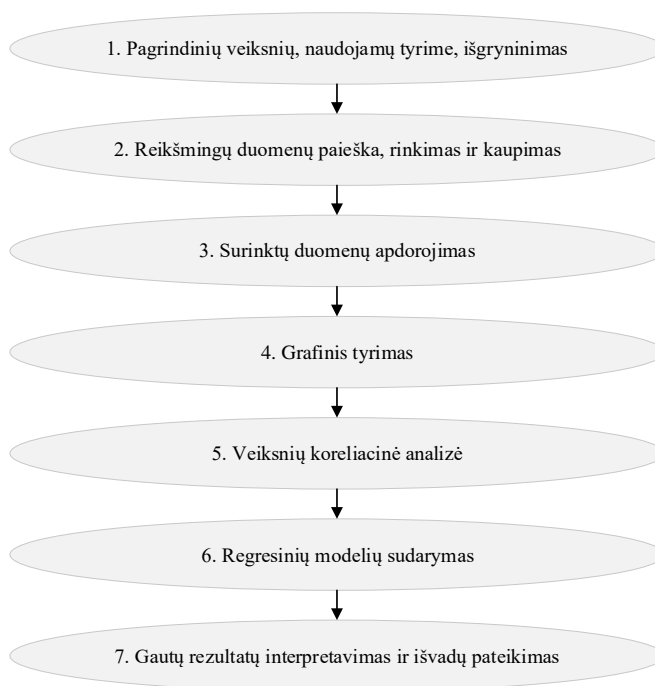 1. Pagrindinių veiksnių, naudojamų tyrime, išgryninimas
2. Reikšmingų duomenų paieška, rinkimas ir kaupimas
3. Surinktų duomenų apdorojimas
4. Grafinis tyrimas
5. Veiksnių koreliacinė analizė
6. Regresinių modelių sudarymas
7. Gautų rezultatų interpretavimas ir išvadų pateikimas